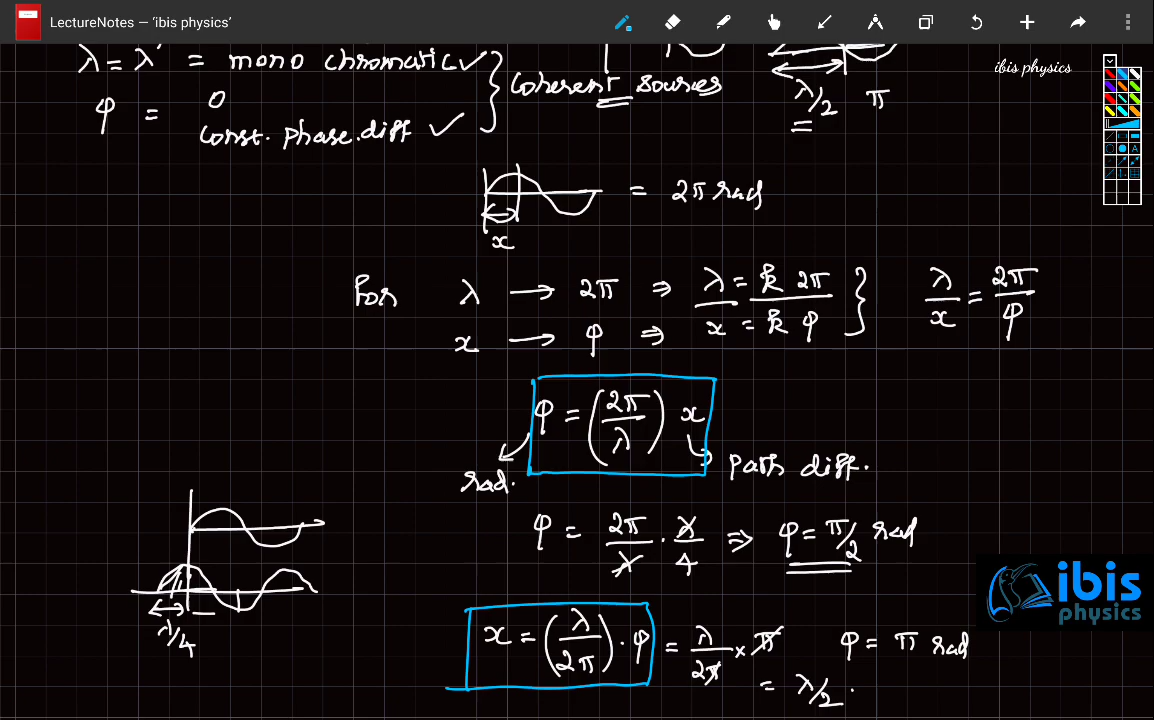 LectureNotes — 'ibis physics'
ibis physics
λ = λ' = mono chromatic ✓
φ = 0
const. phase. diff ✓
Coherent Sources
λ/2 π
= 2π rad
x
For λ → 2π ⇒ λ = k 2π
x → φ ⇒ x = k φ
λ/x = 2π/φ
φ = (2π/λ) x
rad.
path diff.
φ = 2π/λ · λ/4 ⇒ φ = π/2 rad
λ/4
x = (λ/2π) · φ = λ/2π × π φ = π rad
= λ/2 .
ibis
physics